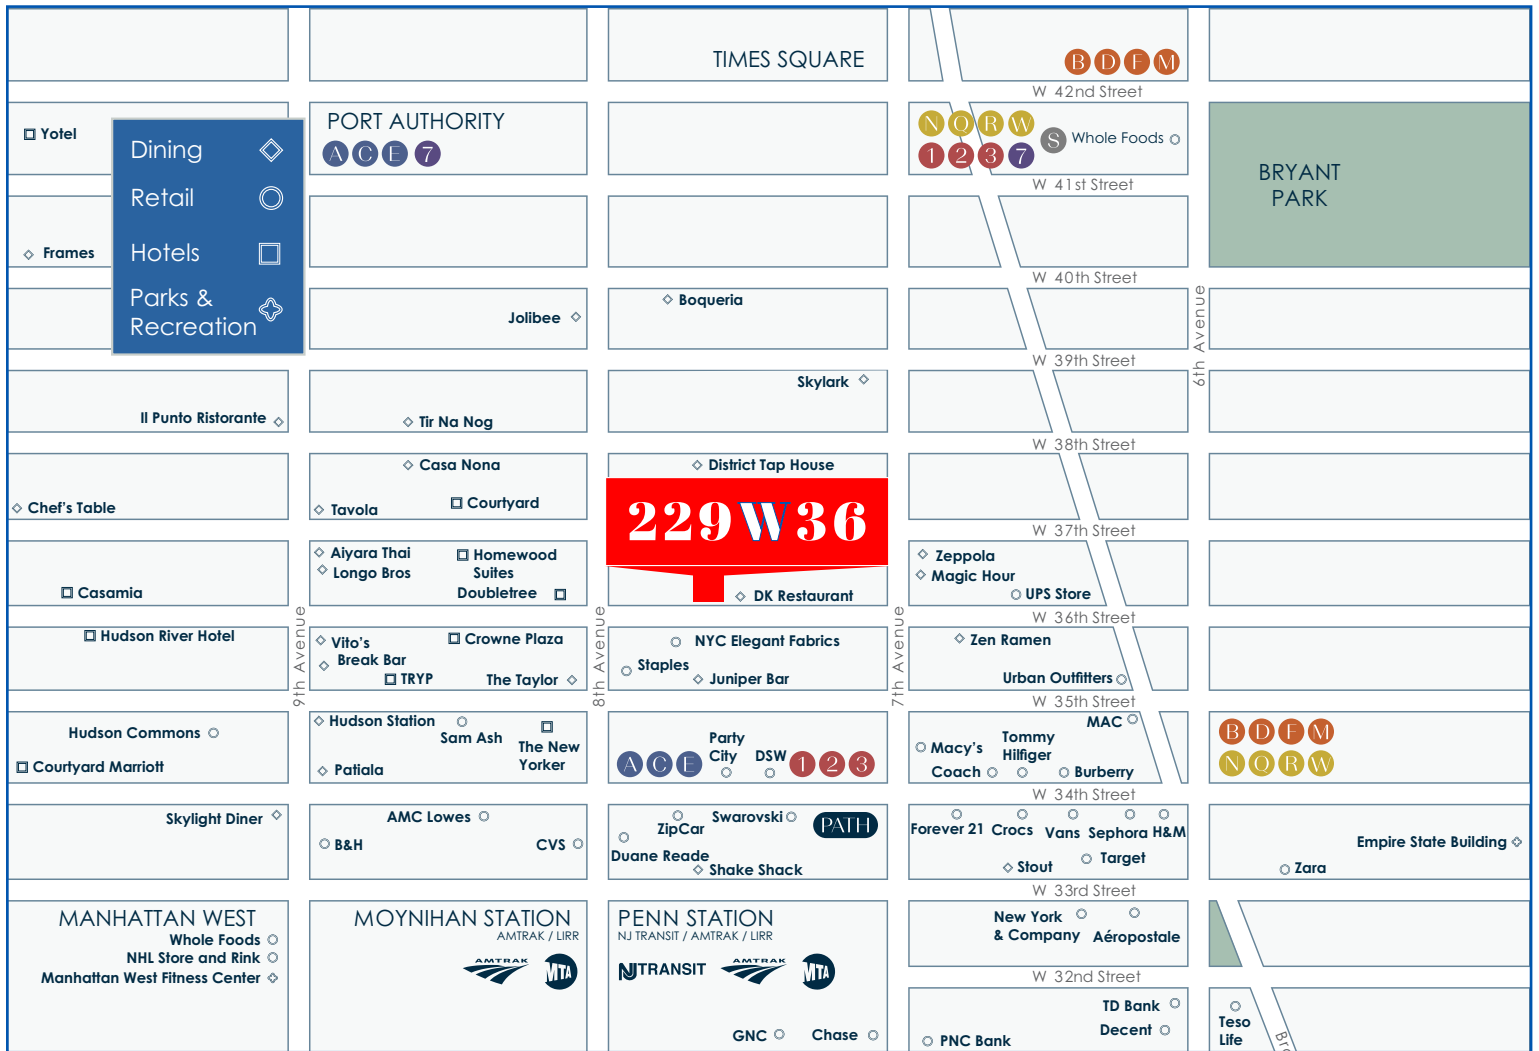 TIMES SQUARE
B D F M
W 42nd Street
Yotel
PORT AUTHORITY
A C E 7
N Q R W
1 2 3 7
S
Whole Foods
BRYANT
PARK
W 41st Street
Dining
Retail
Hotels
Parks &
Recreation
Frames
W 40th Street
6th Avenue
Jolibee
Boqueria
W 39th Street
Skylark
Il Punto Ristorante
Tir Na Nog
W 38th Street
Casa Nona
District Tap House
Chef's Table
Tavola
Courtyard
229W36
W 37th Street
Aiyara Thai
Longo Bros
Homewood
Suites
Doubletree
Casamia
DK Restaurant
Zeppola
Magic Hour
UPS Store
W 36th Street
9th Avenue
8th Avenue
7th Avenue
Hudson River Hotel
Vito's
Break Bar
TRYP
Crowne Plaza
The Taylor
NYC Elegant Fabrics
Staples
Juniper Bar
Zen Ramen
Urban Outfitters
W 35th Street
Hudson Commons
Courtyard Marriott
Hudson Station
Sam Ash
Patiala
The New
Yorker
A C E
Party
City
DSW
1 2 3
MAC
Macy's
Tommy
Hilfiger
Coach
Burberry
B D F M
N Q R W
W 34th Street
Skylight Diner
AMC Lowes
B&H
CVS
ZipCar
Swarovski
PATH
Duane Reade
Shake Shack
Forever 21
Crocs
Vans
Sephora
H&M
Stout
Target
Empire State Building
Zara
W 33rd Street
MANHATTAN WEST
Whole Foods
NHL Store and Rink
Manhattan West Fitness Center
MOYNIHAN STATION
AMTRAK / LIRR
AMTRAK
MTA
PENN STATION
NJ TRANSIT / AMTRAK / LIRR
NJTRANSIT
AMTRAK
MTA
GNC
Chase
New York
& Company
Aéropostale
W 32nd Street
TD Bank
Decent
PNC Bank
Teso
Life